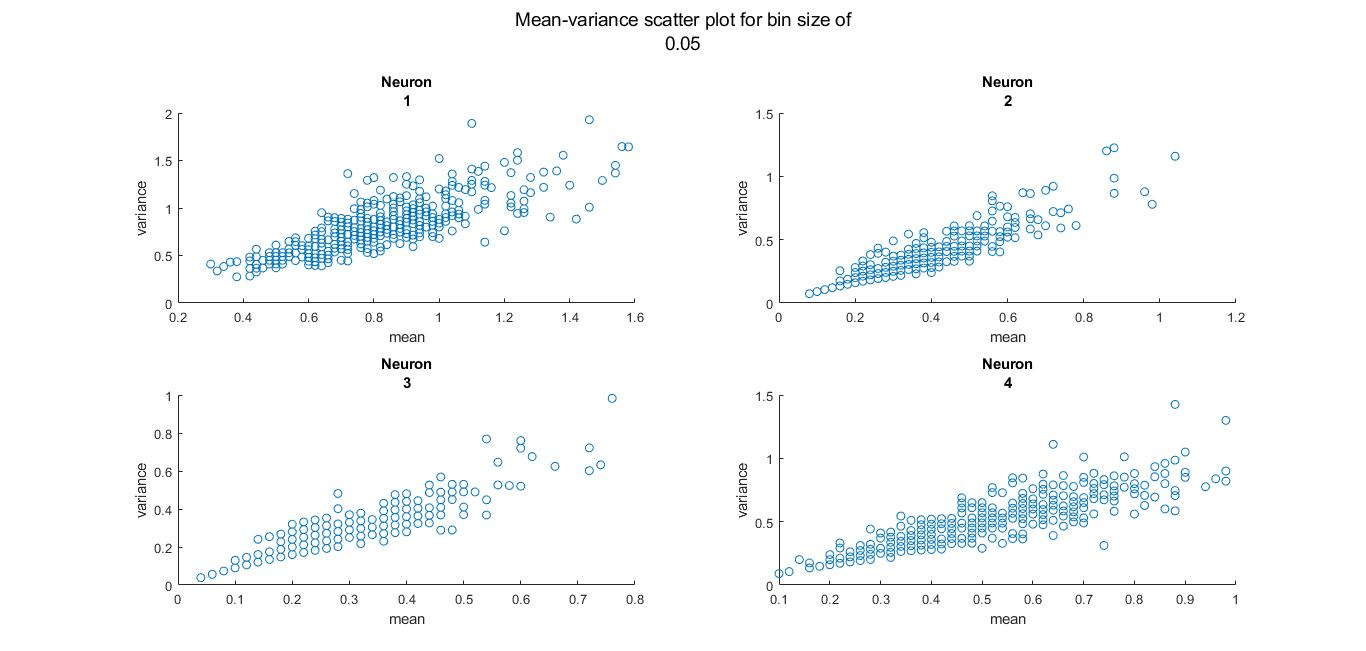 Mean-variance scatter plot for bin size of
0.05
Neuron
1
2
1.5
1
0.5
0
variance
0.2 0.4 0.6 0.8 1 1.2 1.4 1.6
mean
Neuron
2
1.5
1
0.5
0
variance
0 0.2 0.4 0.6 0.8 1 1.2
mean
Neuron
3
1
0.8
0.6
0.4
0.2
0
variance
0 0.1 0.2 0.3 0.4 0.5 0.6 0.7 0.8
mean
Neuron
4
1.5
1
0.5
0
variance
0.1 0.2 0.3 0.4 0.5 0.6 0.7 0.8 0.9 1
mean